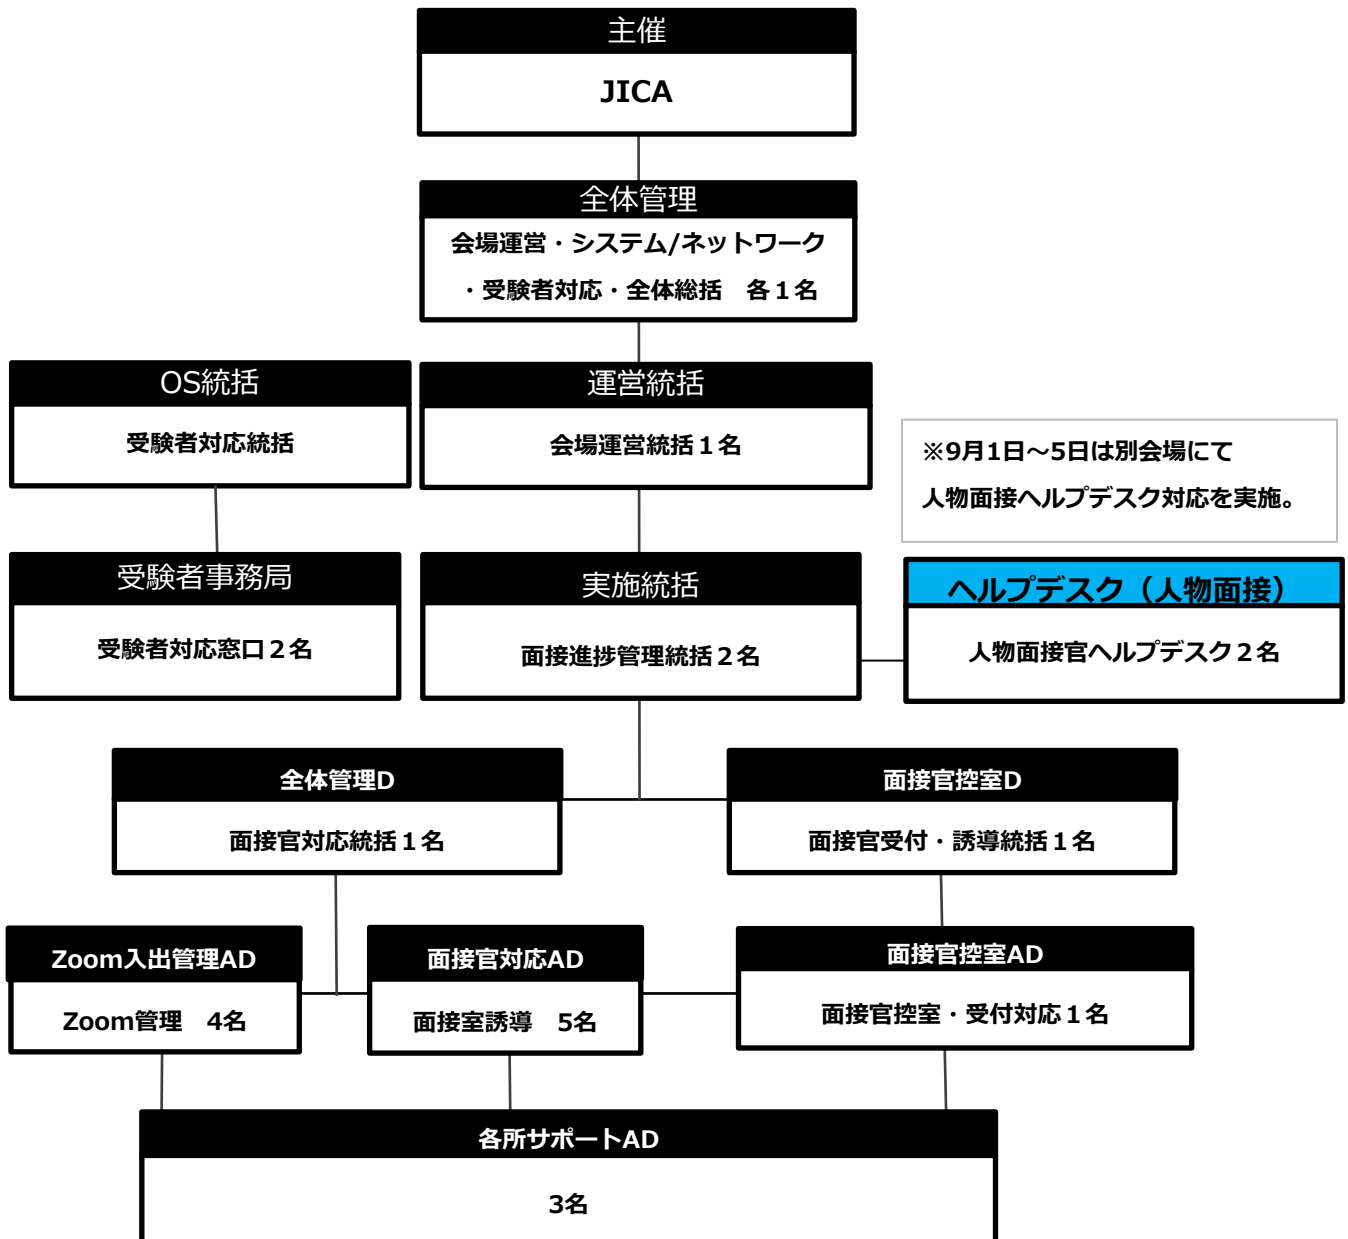 主催
JICA
全体管理
会場運営・システム/ネットワーク
・受験者対応・全体総括　各１名
OS統括
受験者対応統括
運営統括
会場運営統括１名
※9月1日～5日は別会場にて
人物面接ヘルプデスク対応を実施。
受験者事務局
受験者対応窓口２名
実施統括
面接進捗管理統括２名
ヘルプデスク（人物面接）
人物面接官ヘルプデスク２名
全体管理D
面接官対応統括１名
面接官控室D
面接官受付・誘導統括１名
Zoom入出管理AD
Zoom管理　4名
面接官対応AD
面接室誘導　5名
面接官控室AD
面接官控室・受付対応１名
各所サポートAD
3名